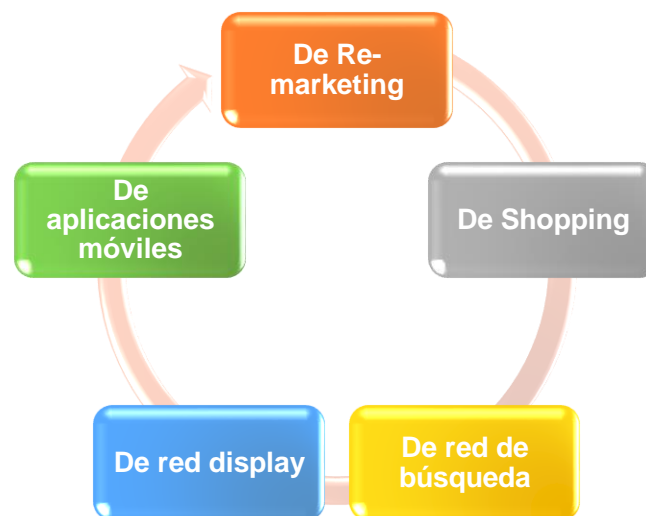 De Re-
marketing
De Shopping
De red de
búsqueda
De red display
De
aplicaciones
móviles